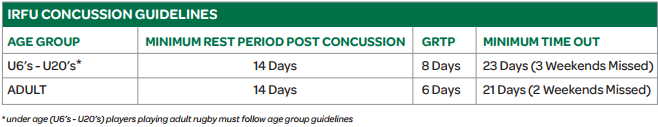 IRFU CONCUSSION GUIDELINES
AGE GROUP MINIMUM REST PERIOD POST CONCUSSION GRTP MINIMUM TIME OUT
U6's - U20's* 14 Days 8 Days 23 Days (3 Weekends Missed)
ADULT 14 Days 6 Days 21 Days (2 Weekends Missed)
* under age (U6's - U20's) players playing adult rugby must follow age group guidelines